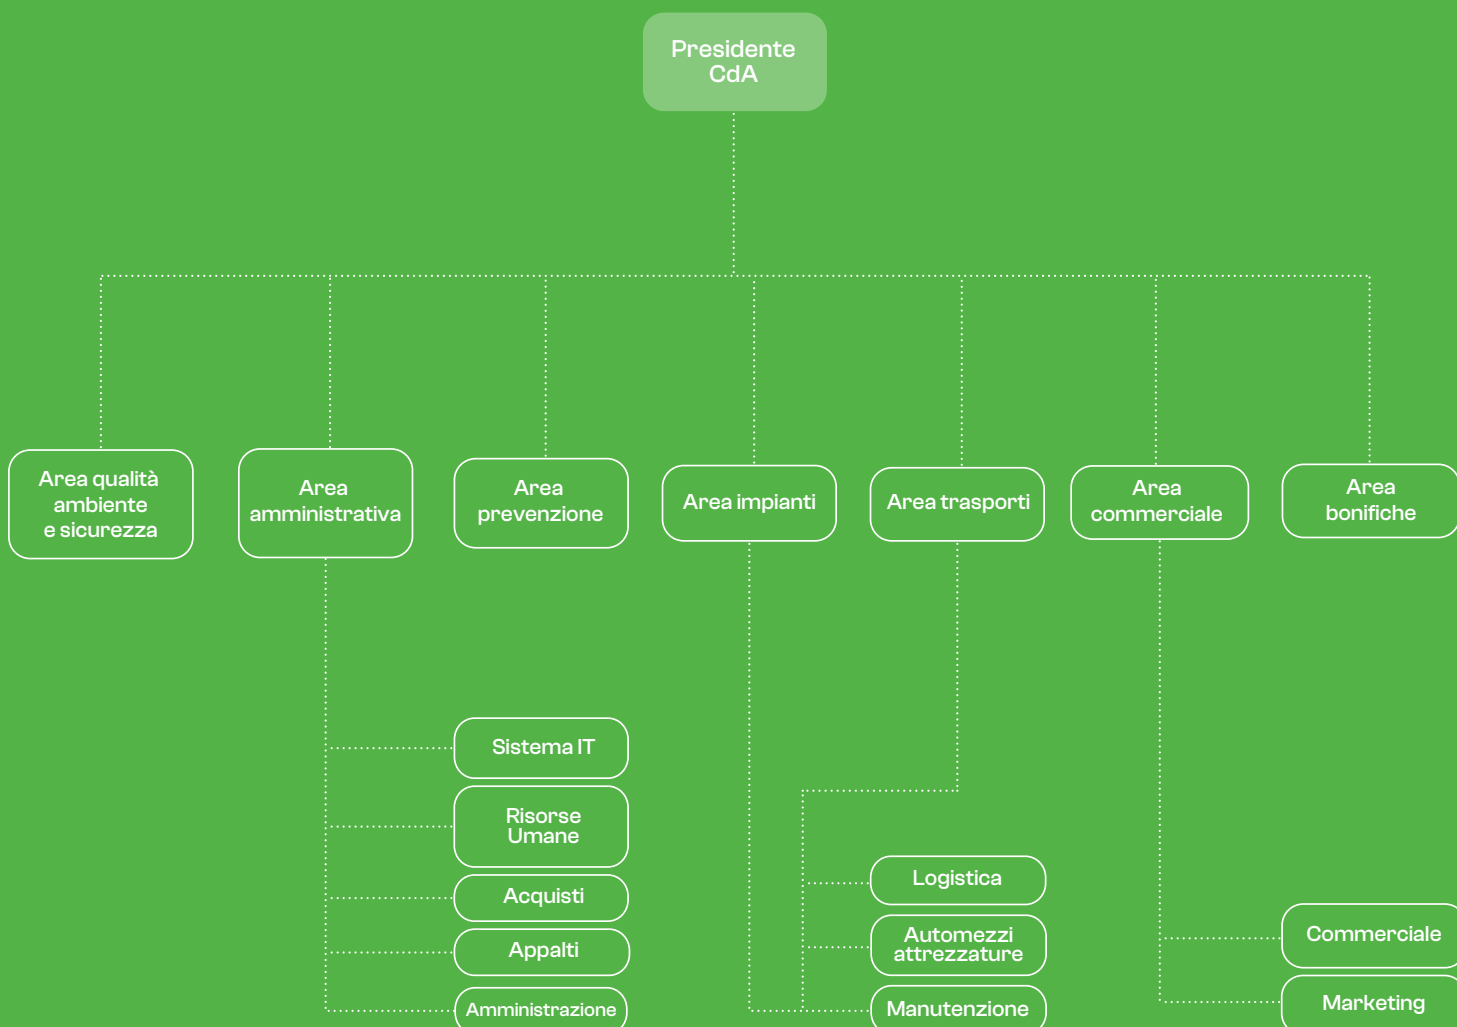 Presidente
CdA
Area qualità
ambiente
e sicurezza
Area
amministrativa
Area
prevenzione
Area impianti
Area trasporti
Area
commerciale
Area
bonifiche
Sistema IT
Risorse
Umane
Acquisti
Appalti
Amministrazione
Logistica
Automezzi
attrezzature
Manutenzione
Commerciale
Marketing